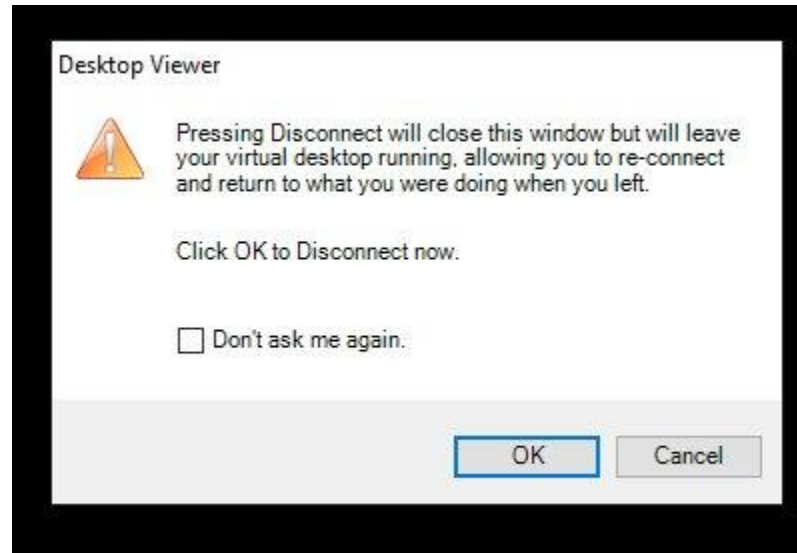 Desktop Viewer
Pressing Disconnect will close this window but will leave
your virtual desktop running, allowing you to re-connect
and return to what you were doing when you left.
Click OK to Disconnect now.
Don't ask me again.
OK Cancel